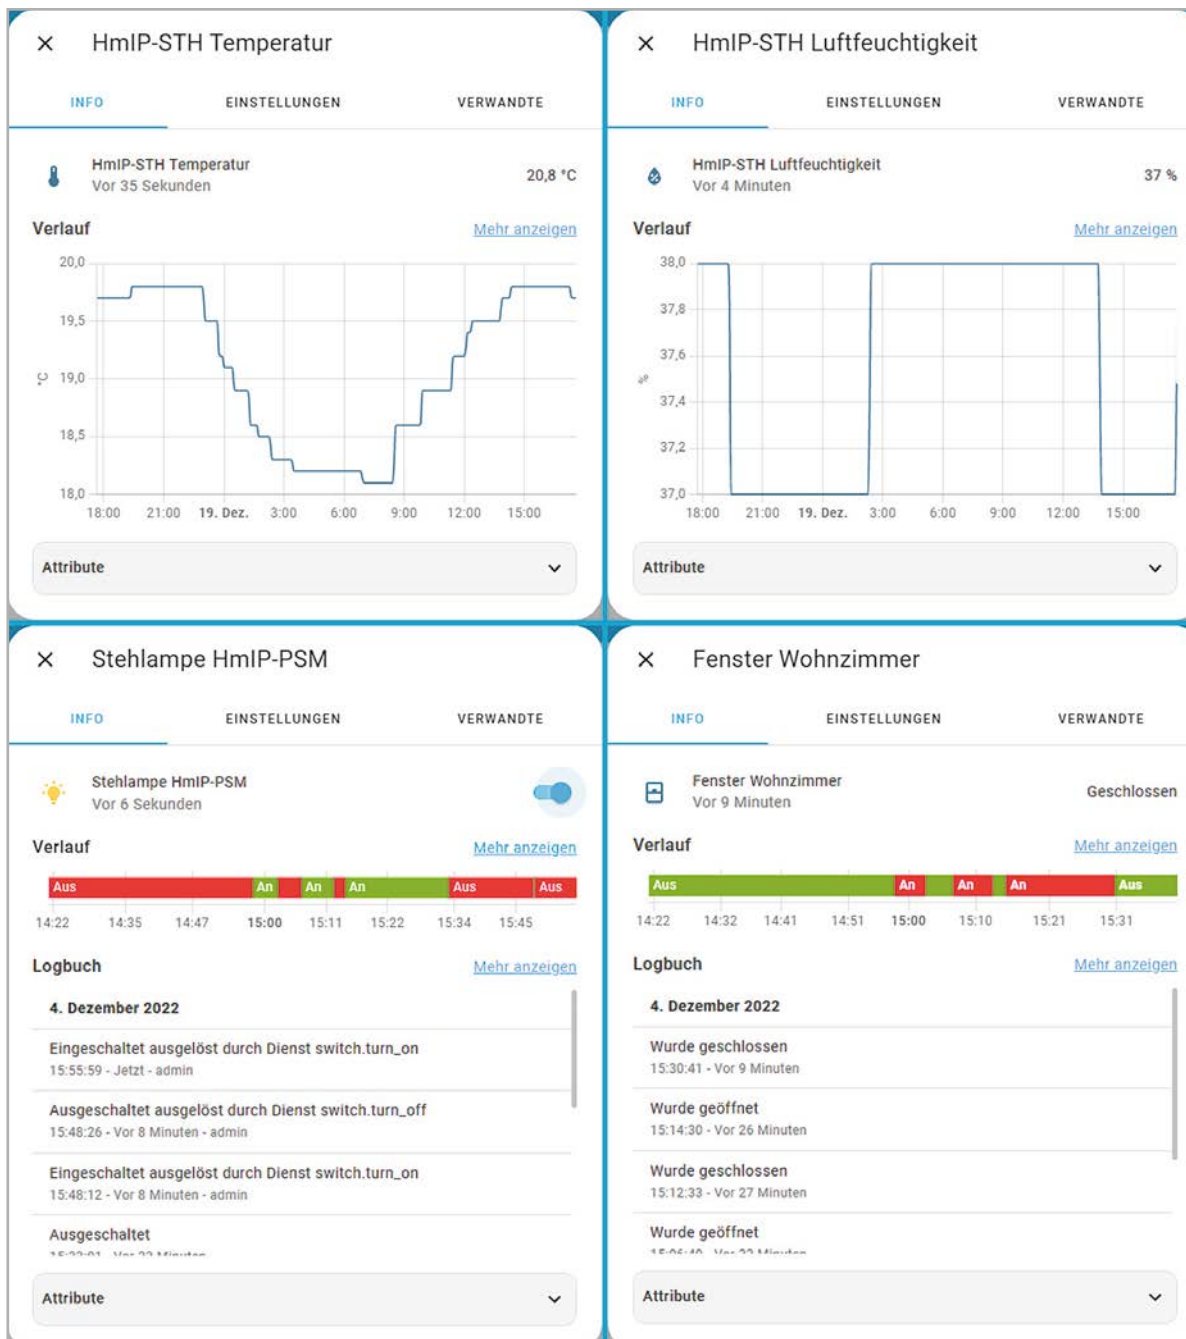 HmIP-STH Temperatur
INFO EINSTELLUNGEN VERWANDTE
HmIP-STH Temperatur
Vor 35 Sekunden
20,8 °C
Verlauf Mehr anzeigen
20,0
19,5
19,0
18,5
18,0
°C
18:00 21:00 19. Dez. 3:00 6:00 9:00 12:00 15:00
Attribute
HmIP-STH Luftfeuchtigkeit
INFO EINSTELLUNGEN VERWANDTE
HmIP-STH Luftfeuchtigkeit
Vor 4 Minuten
37 %
Verlauf Mehr anzeigen
38,0
37,8
37,6
37,4
37,2
37,0
%
18:00 21:00 19. Dez. 3:00 6:00 9:00 12:00 15:00
Attribute
Stehlampe HmIP-PSM
INFO EINSTELLUNGEN VERWANDTE
Stehlampe HmIP-PSM
Vor 6 Sekunden
Verlauf Mehr anzeigen
Aus An An An Aus Aus
14:22 14:35 14:47 15:00 15:11 15:22 15:34 15:45
Logbuch Mehr anzeigen
4. Dezember 2022
Eingeschaltet ausgelöst durch Dienst switch.turn_on
15:55:59 - Jetzt - admin
Ausgeschaltet ausgelöst durch Dienst switch.turn_off
15:48:26 - Vor 8 Minuten - admin
Eingeschaltet ausgelöst durch Dienst switch.turn_on
15:48:12 - Vor 8 Minuten - admin
Ausgeschaltet
Attribute
Fenster Wohnzimmer
INFO EINSTELLUNGEN VERWANDTE
Fenster Wohnzimmer
Vor 9 Minuten
Geschlossen
Verlauf Mehr anzeigen
Aus An An An Aus
14:22 14:32 14:41 14:51 15:00 15:10 15:21 15:31
Logbuch Mehr anzeigen
4. Dezember 2022
Wurde geschlossen
15:30:41 - Vor 9 Minuten
Wurde geöffnet
15:14:30 - Vor 26 Minuten
Wurde geschlossen
15:12:33 - Vor 27 Minuten
Wurde geöffnet
Attribute